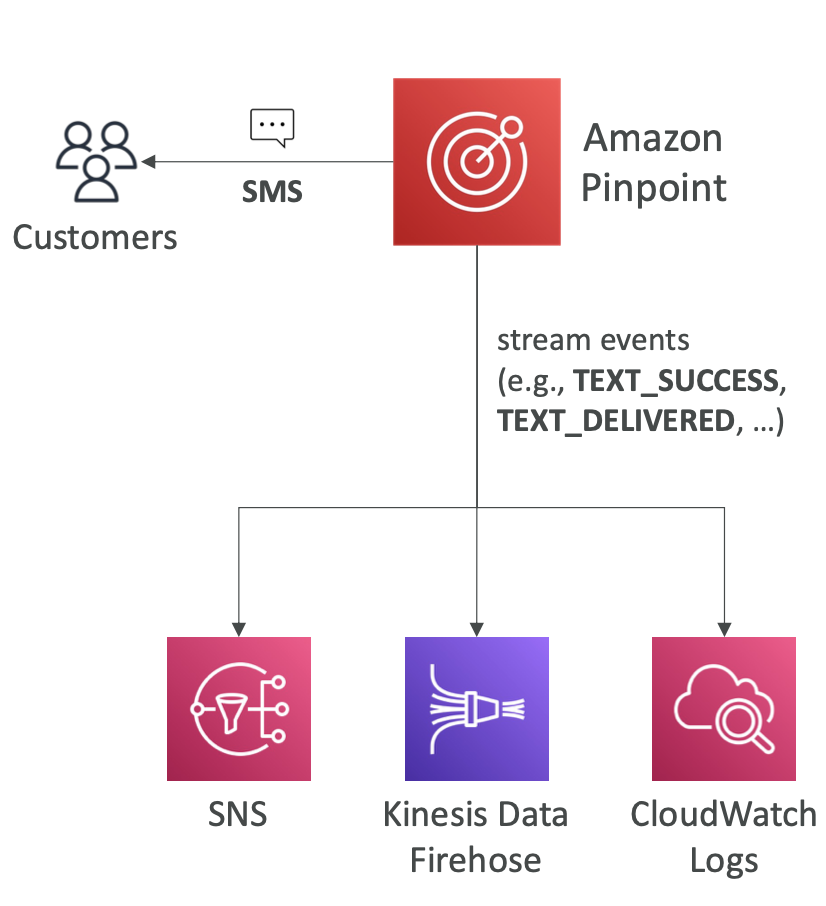 Amazon
Pinpoint
SMS
Customers
stream events
(e.g., TEXT_SUCCESS,
TEXT_DELIVERED, …)
SNS
Kinesis Data
Firehose
CloudWatch
Logs